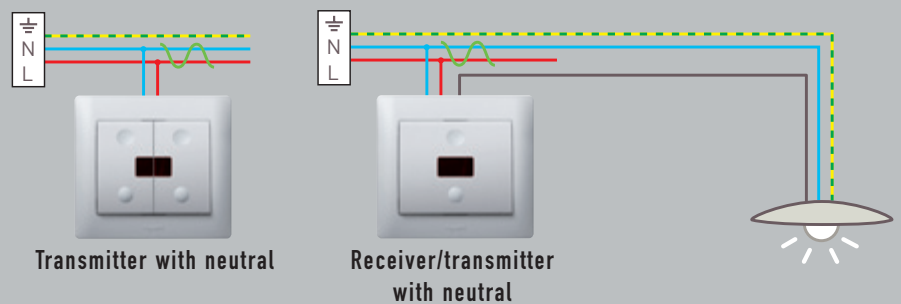 N
L
N
L
Transmitter with neutral
Receiver/transmitter
with neutral